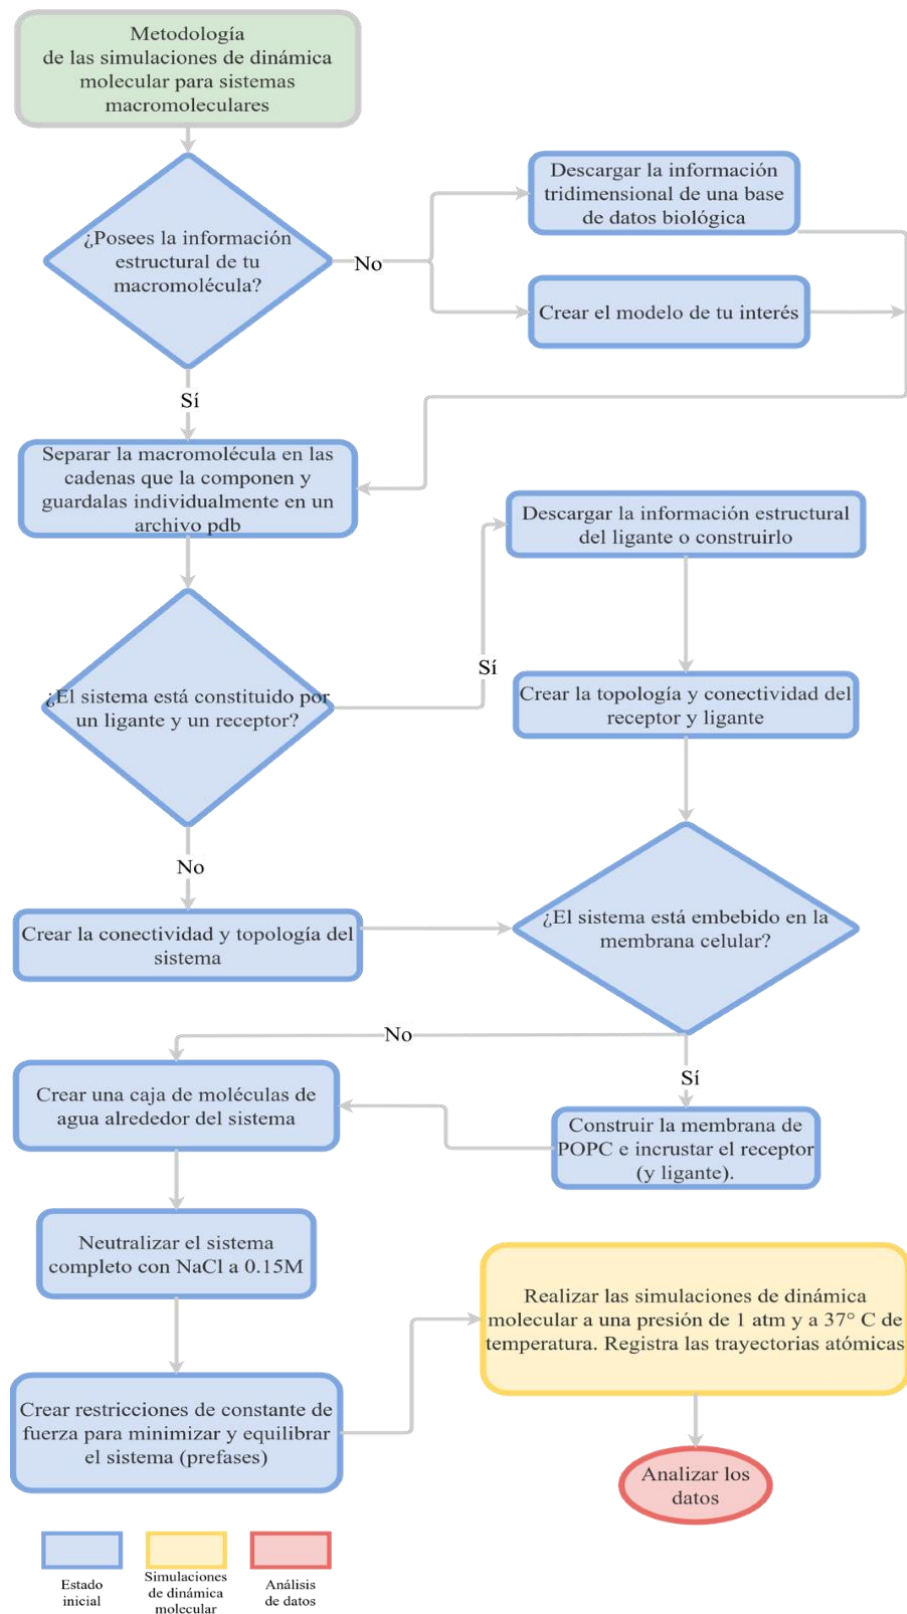 Metodología
de las simulaciones de dinámica
molecular para sistemas
macromoleculares
¿Posees la información
estructural de tu
macromolécula?
No
Descargar la información
tridimensional de una base
de datos biológica
Crear el modelo de tu interés
Sí
Separar la macromolécula en las
cadenas que la componen y
guardalas individualmente en un
archivo pdb
Descargar la información estructural
del ligante o construirlo
Sí
¿El sistema está constituido por
un ligante y un receptor?
Crear la topología y conectividad del
receptor y ligante
No
Crear la conectividad y topología del
sistema
¿El sistema está embebido en la
membrana celular?
No
Sí
Crear una caja de moléculas de
agua alrededor del sistema
Construir la membrana de
POPC e incrustar el receptor
(y ligante).
Neutralizar el sistema
completo con NaCl a 0.15M
Realizar las simulaciones de dinámica
molecular a una presión de 1 atm y a 37° C de
temperatura. Registra las trayectorias atómicas
Crear restricciones de constante de
fuerza para minimizar y equilibrar
el sistema (prefases)
Analizar los
datos
Estado
inicial
Simulaciones
de dinámica
molecular
Análisis
de datos